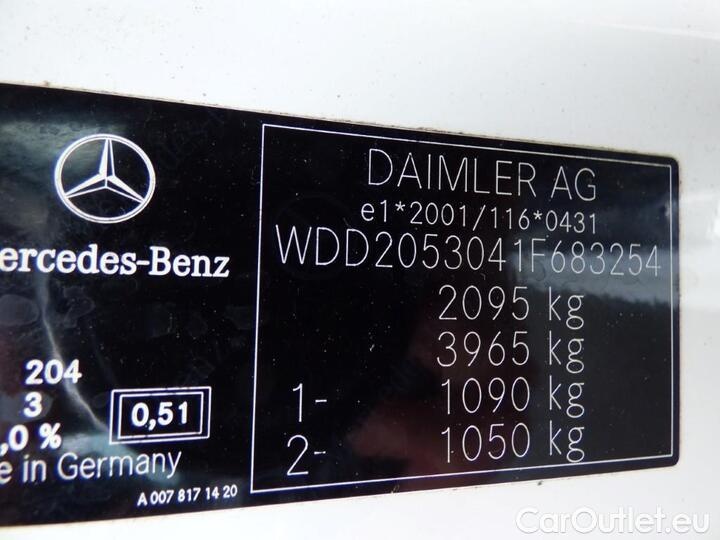 ercedes-Benz
204
3
,0 %
0,51
e in Germany
A 007 817 14 20
DAIMLER AG
e1*2001/116*0431
WDD2053041F683254
2095 kg
3965 kg
1- 1090 kg
2- 1050 kg
CarOutlet.eu